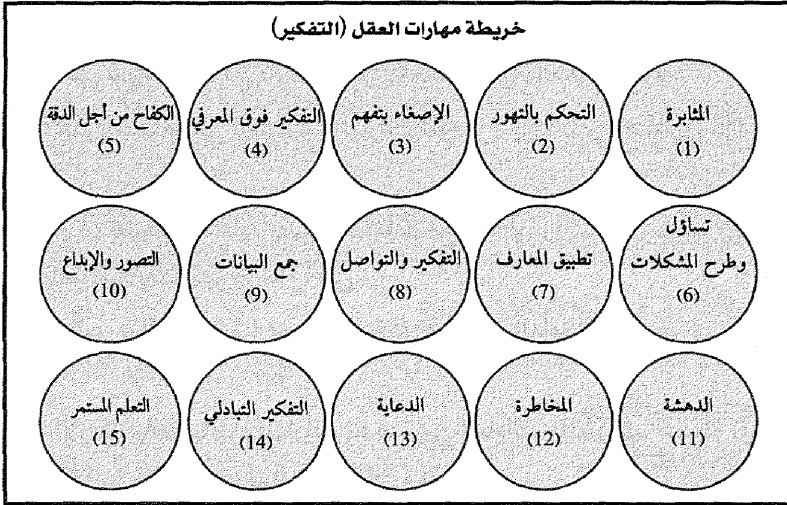 خريطة مهارات العقل (التفكير)
المثابرة
(1)
التحكم بالتهور
(2)
الإصغاء بتفهم
(3)
التفكير فوق المعرفي
(4)
الكفاح من أجل الدقة
(5)
تساؤل
وطرح المشكلات
(6)
تطبيق المعارف
(7)
التفكير والتواصل
(8)
جمع البيانات
(9)
التصور والإبداع
(10)
الدهشة
(11)
المخاطرة
(12)
الدعاية
(13)
التفكير التبادلي
(14)
التعلم المستمر
(15)